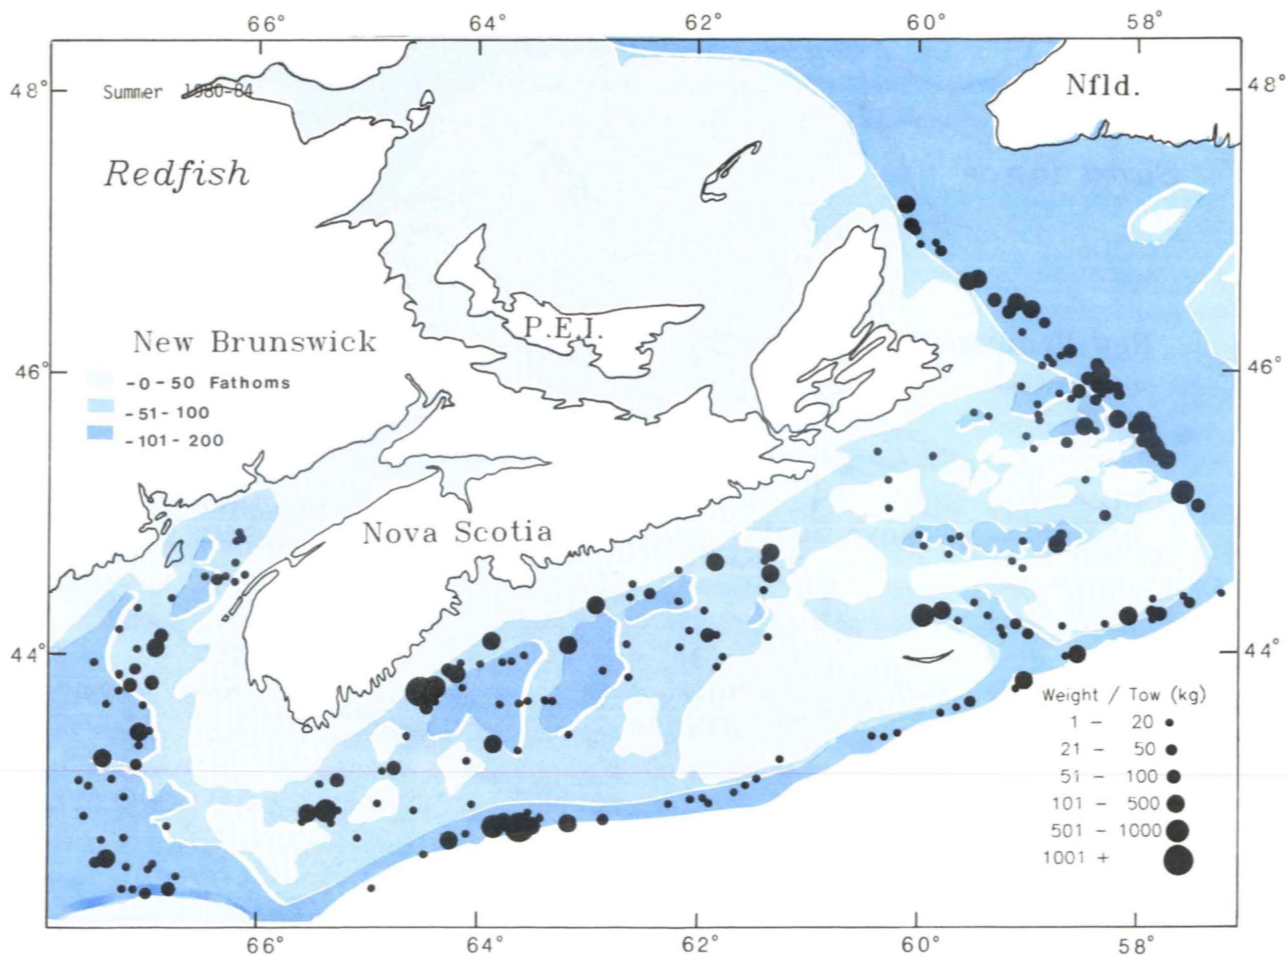 66° 64° 62° 60° 58°
48° 48°
Summer 1980-84
Nfld.
Redfish
P.E.I.
New Brunswick
46° 46°
-0-50 Fathoms
-51-100
-101-200
Nova Scotia
44° 44°
Weight / Tow (kg)
1 - 20
21 - 50
51 - 100
101 - 500
501 - 1000
1001 +
66° 64° 62° 60° 58°